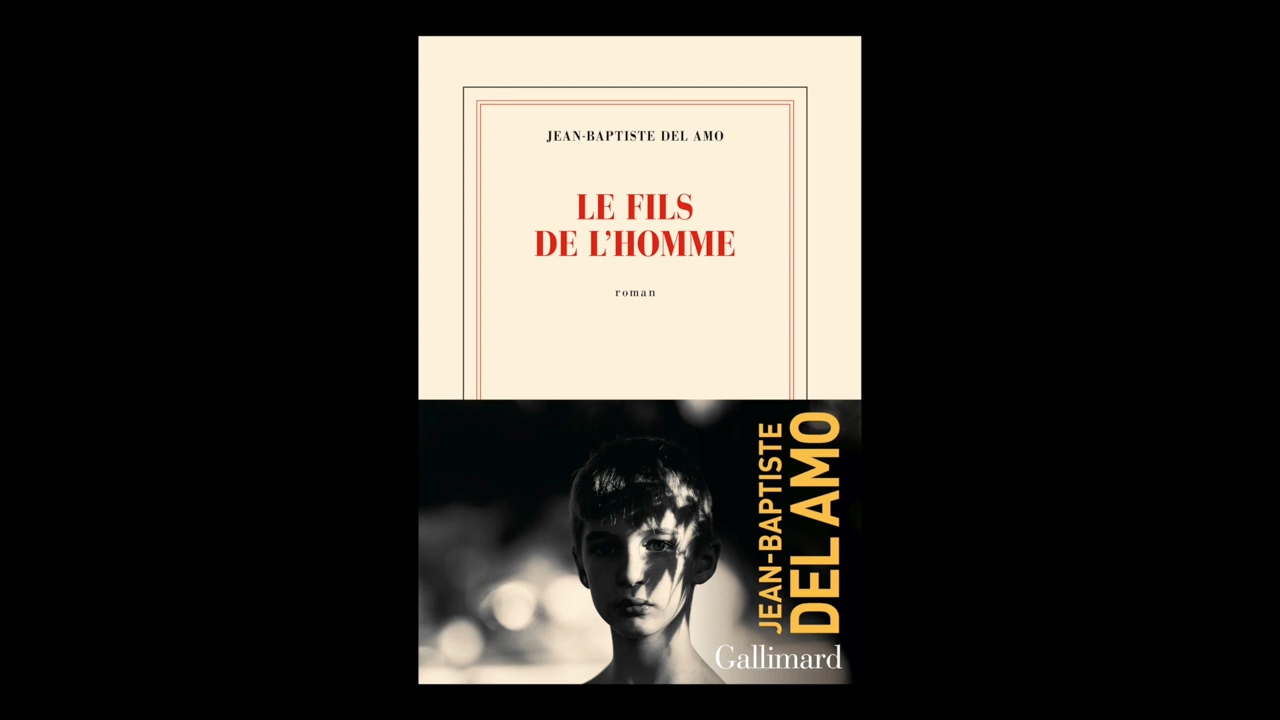 JEAN-BAPTISTE DEL AMO
LE FILS
DE L’HOMME
roman
JEAN-BAPTISTE
DEL AMO
Gallimard